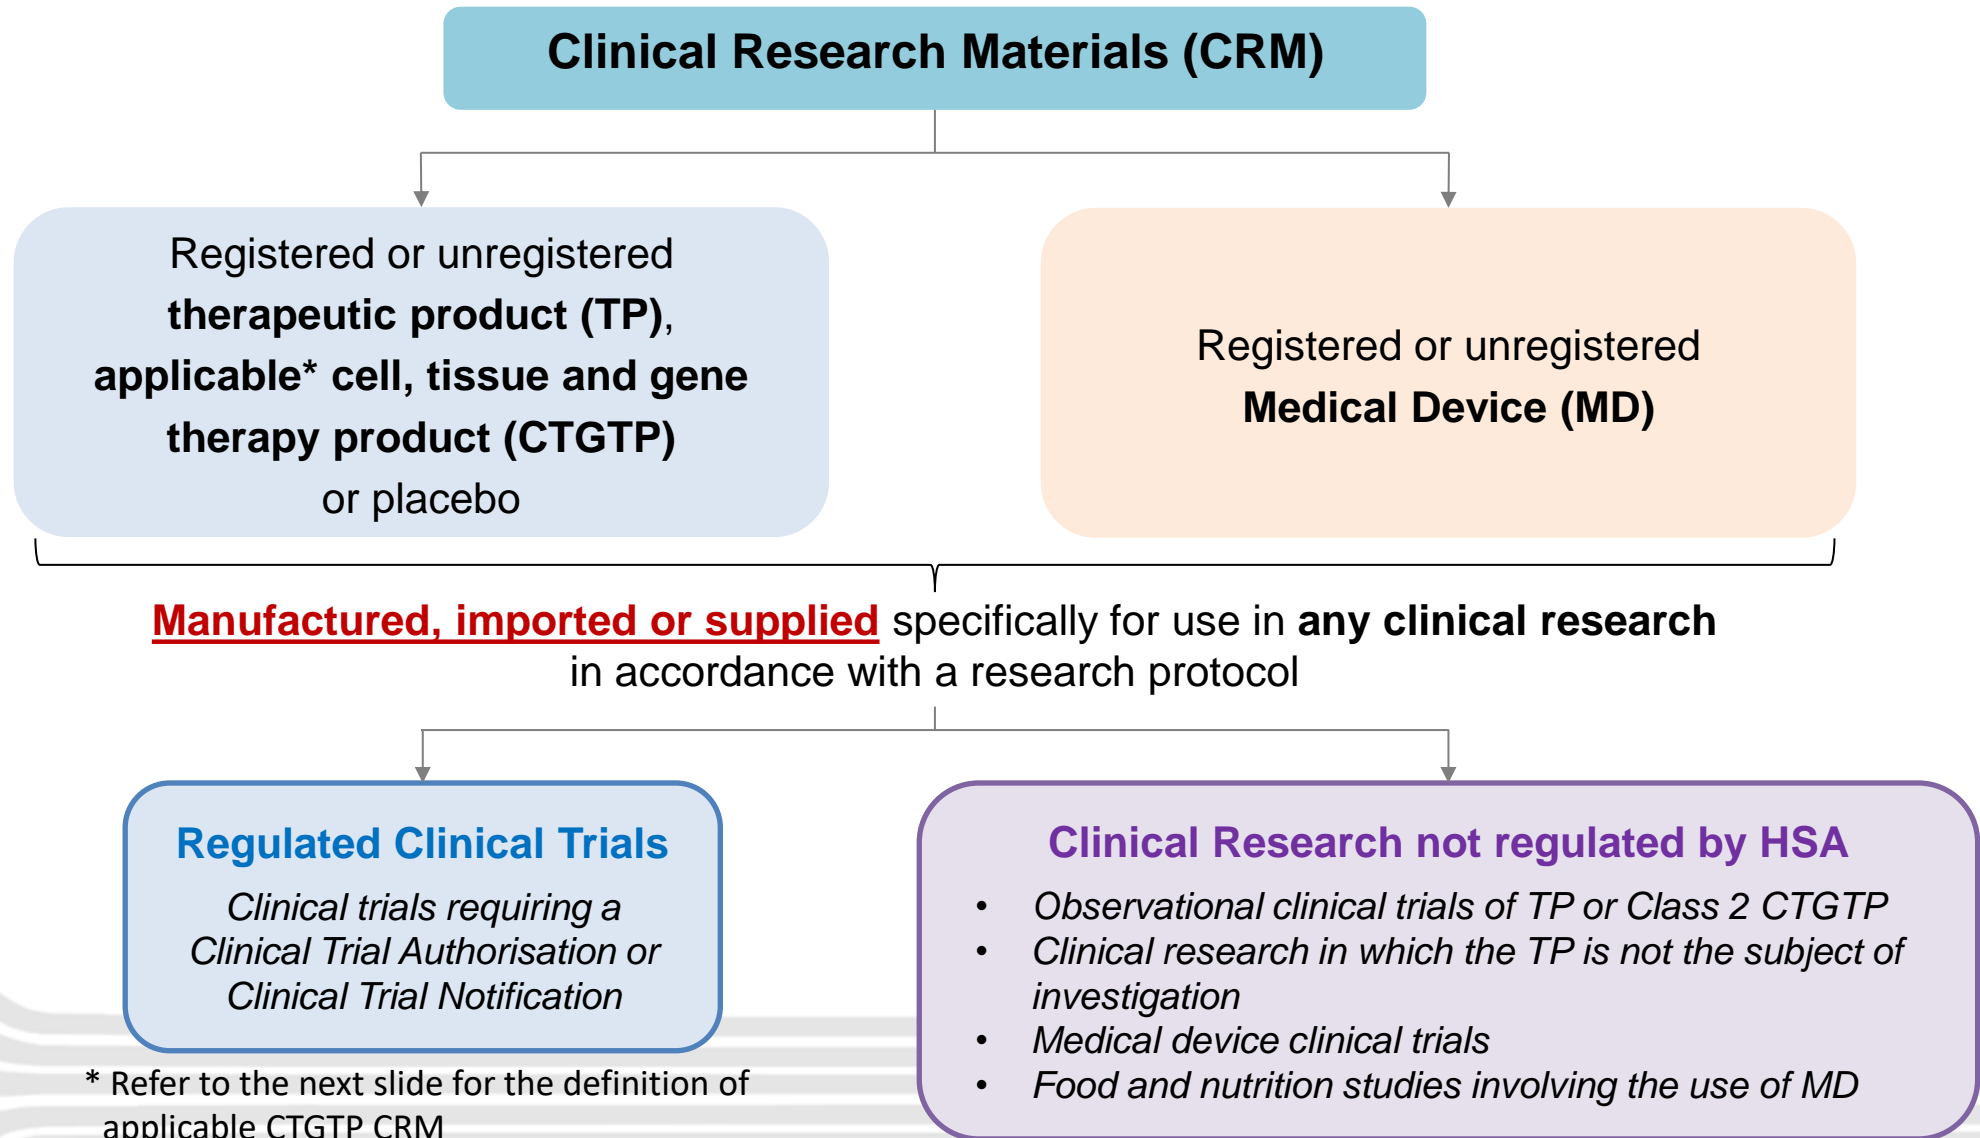 Clinical Research Materials (CRM)
Registered or unregistered
therapeutic product (TP),
applicable* cell, tissue and gene
therapy product (CTGTP)
or placebo
Registered or unregistered
Medical Device (MD)
Manufactured, imported or supplied specifically for use in any clinical research
in accordance with a research protocol
Regulated Clinical Trials
Clinical trials requiring a
Clinical Trial Authorisation or
Clinical Trial Notification
Clinical Research not regulated by HSA
• Observational clinical trials of TP or Class 2 CTGTP
• Clinical research in which the TP is not the subject of
investigation
• Medical device clinical trials
• Food and nutrition studies involving the use of MD
* Refer to the next slide for the definition of
applicable CTGTP CRM